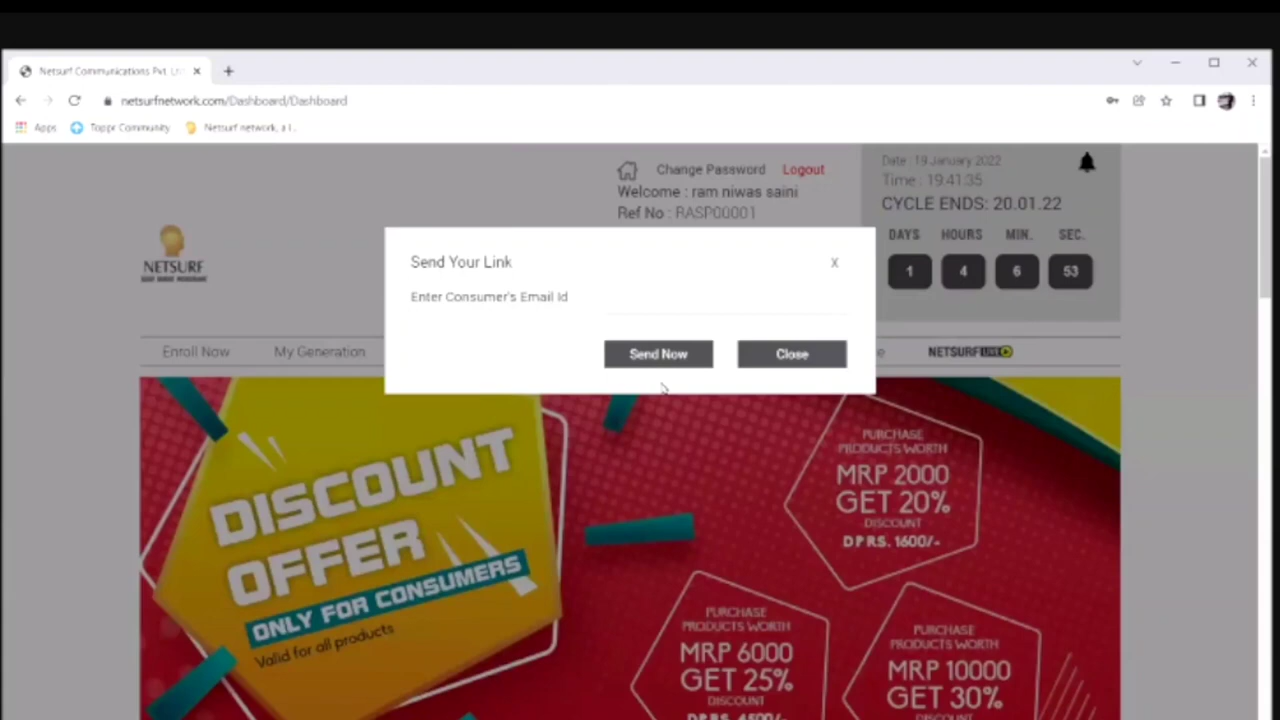 Netsurf Communications Pvt. Lt
netsurfnetwork.com/Dashboard/Dashboard
Apps Toppr Community Netsurf network, a l..
Change Password Logout
Welcome : ram niwas saini
Ref No : RASP00001
Date : 19 January 2022
Time : 19:41:35
CYCLE ENDS: 20.01.22
DAYS HOURS MIN. SEC.
1 4 6 53
NETSURF
Send Your Link X
Enter Consumer's Email Id
Send Now Close
Enroll Now My Generation e NETSURF LIVE
DISCOUNT
OFFER
ONLY FOR CONSUMERS
Valid for all products
PURCHASE
PRODUCTS WORTH
MRP 2000
GET 20%
DISCOUNT
DP RS. 1600/-
PURCHASE
PRODUCTS WORTH
MRP 6000
GET 25%
DISCOUNT
DP RS. 4500/-
PURCHASE
PRODUCTS WORTH
MRP 10000
GET 30%
DISCOUNT